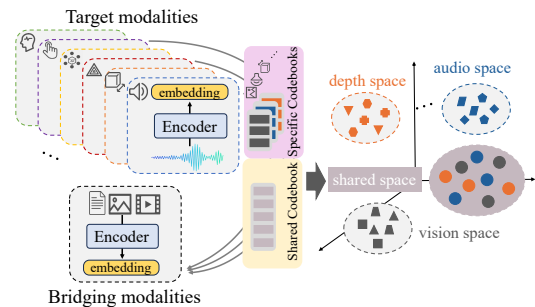 Target modalities
embedding
Encoder
Specific Codebooks
Shared Codebook
depth space
audio space
shared space
vision space
Encoder
embedding
Bridging modalities